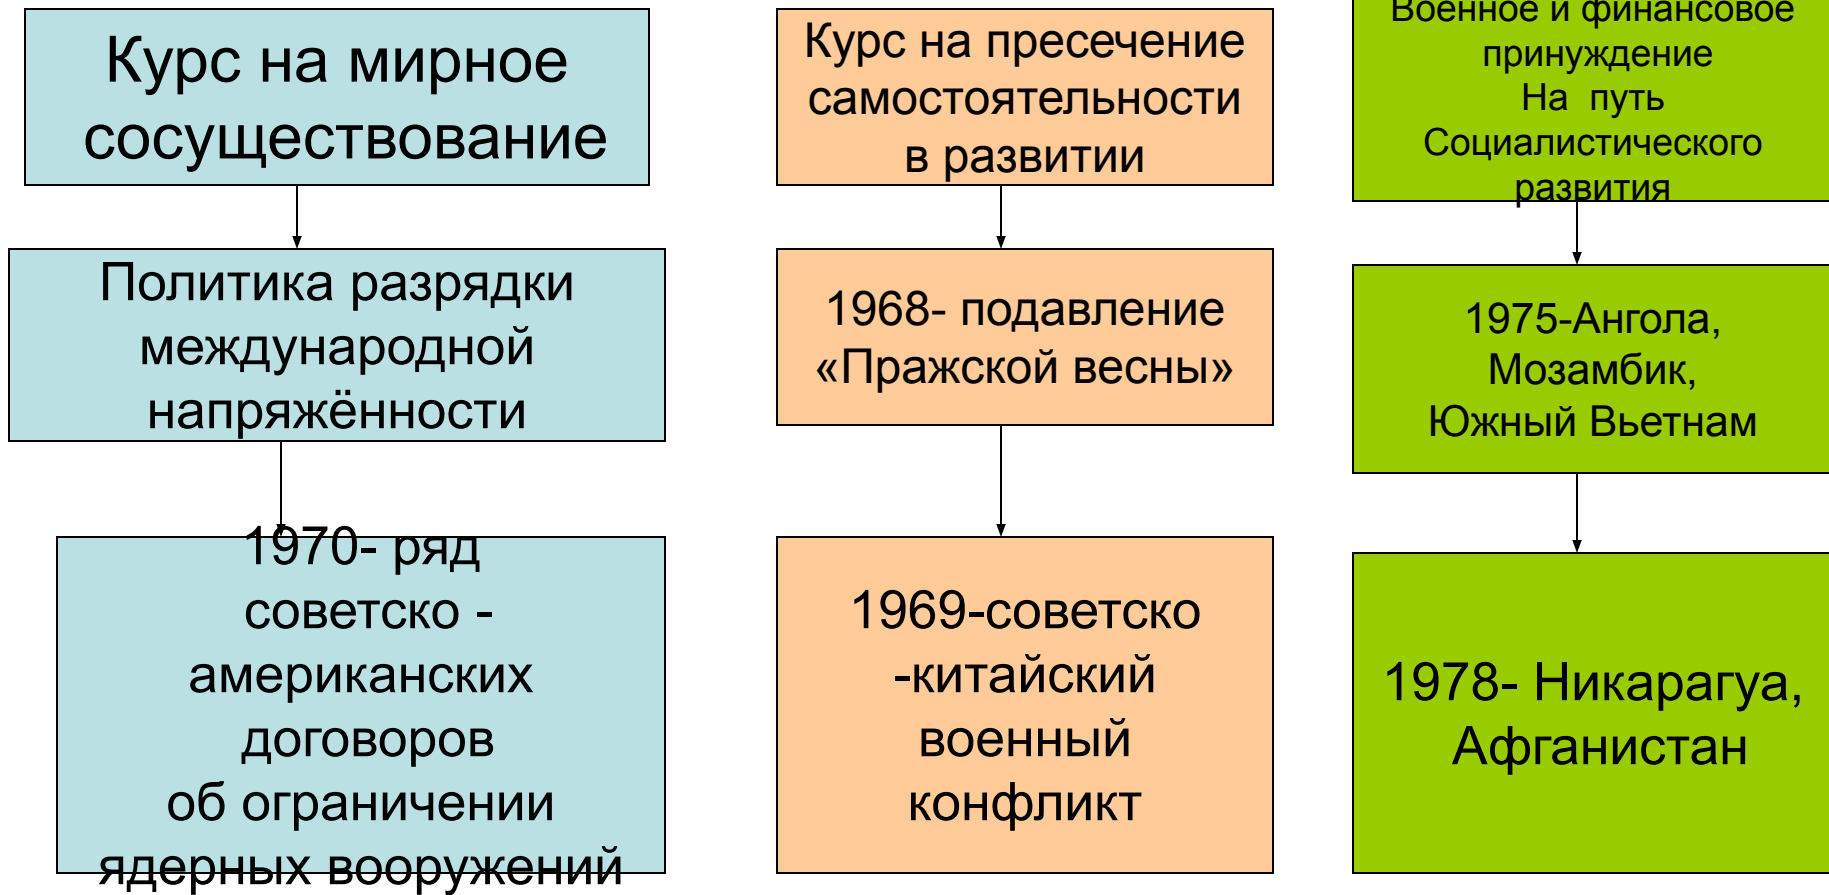 Курс на мирное
сосуществование
Политика разрядки
международной
напряжённости
1970- ряд
советско -
американских
договоров
об ограничении
ядерных вооружений
Курс на пресечение
самостоятельности
в развитии
1968- подавление
«Пражской весны»
1969-советско
-китайский
военный
конфликт
Военное и финансовое
принуждение
На путь
Социалистического
развития
1975-Ангола,
Мозамбик,
Южный Вьетнам
1978- Никарагуа,
Афганистан